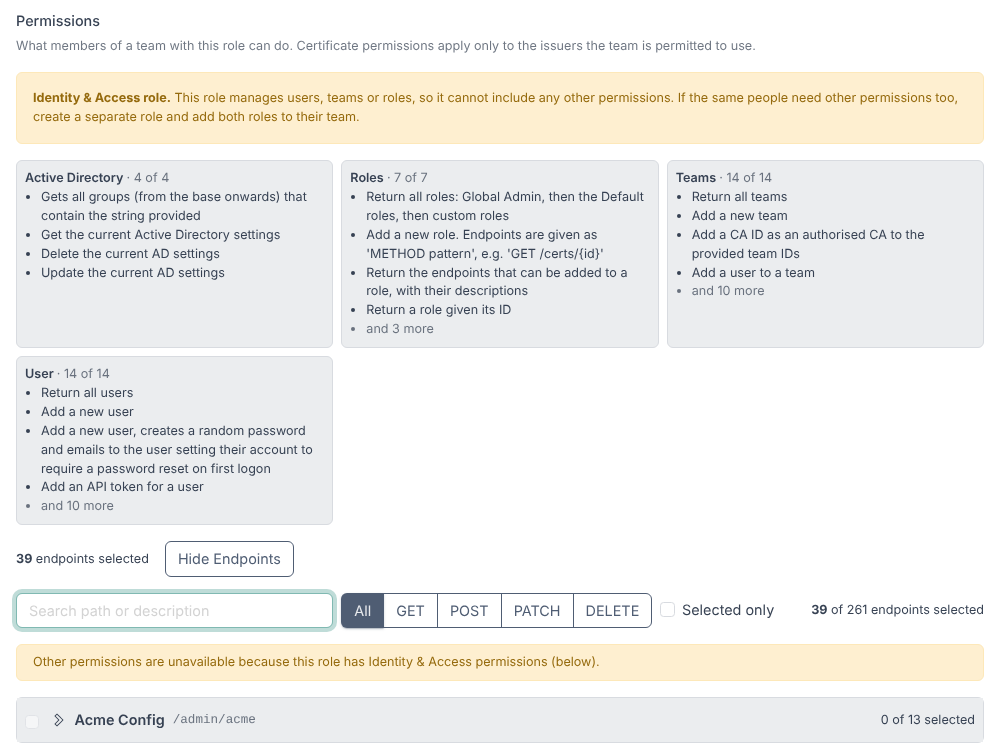 Permissions
What members of a team with this role can do. Certificate permissions apply only to the issuers the team is permitted to use.
Identity & Access role. This role manages users, teams or roles, so it cannot include any other permissions. If the same people need other permissions too,
create a separate role and add both roles to their team.
Active Directory · 4 of 4
• Gets all groups (from the base onwards) that
contain the string provided
• Get the current Active Directory settings
• Delete the current AD settings
• Update the current AD settings
Roles · 7 of 7
• Return all roles: Global Admin, then the Default
roles, then custom roles
• Add a new role. Endpoints are given as
'METHOD pattern', e.g. 'GET /certs/{id}'
• Return the endpoints that can be added to a
role, with their descriptions
• Return a role given its ID
• and 3 more
Teams · 14 of 14
• Return all teams
• Add a new team
• Add a CA ID as an authorised CA to the
provided team IDs
• Add a user to a team
• and 10 more
User · 14 of 14
• Return all users
• Add a new user
• Add a new user, creates a random password
and emails to the user setting their account to
require a password reset on first logon
• Add an API token for a user
• and 10 more
39 endpoints selected
Hide Endpoints
Search path or description
All GET POST PATCH DELETE
Selected only
39 of 261 endpoints selected
Other permissions are unavailable because this role has Identity & Access permissions (below).
Acme Config /admin/acme
0 of 13 selected